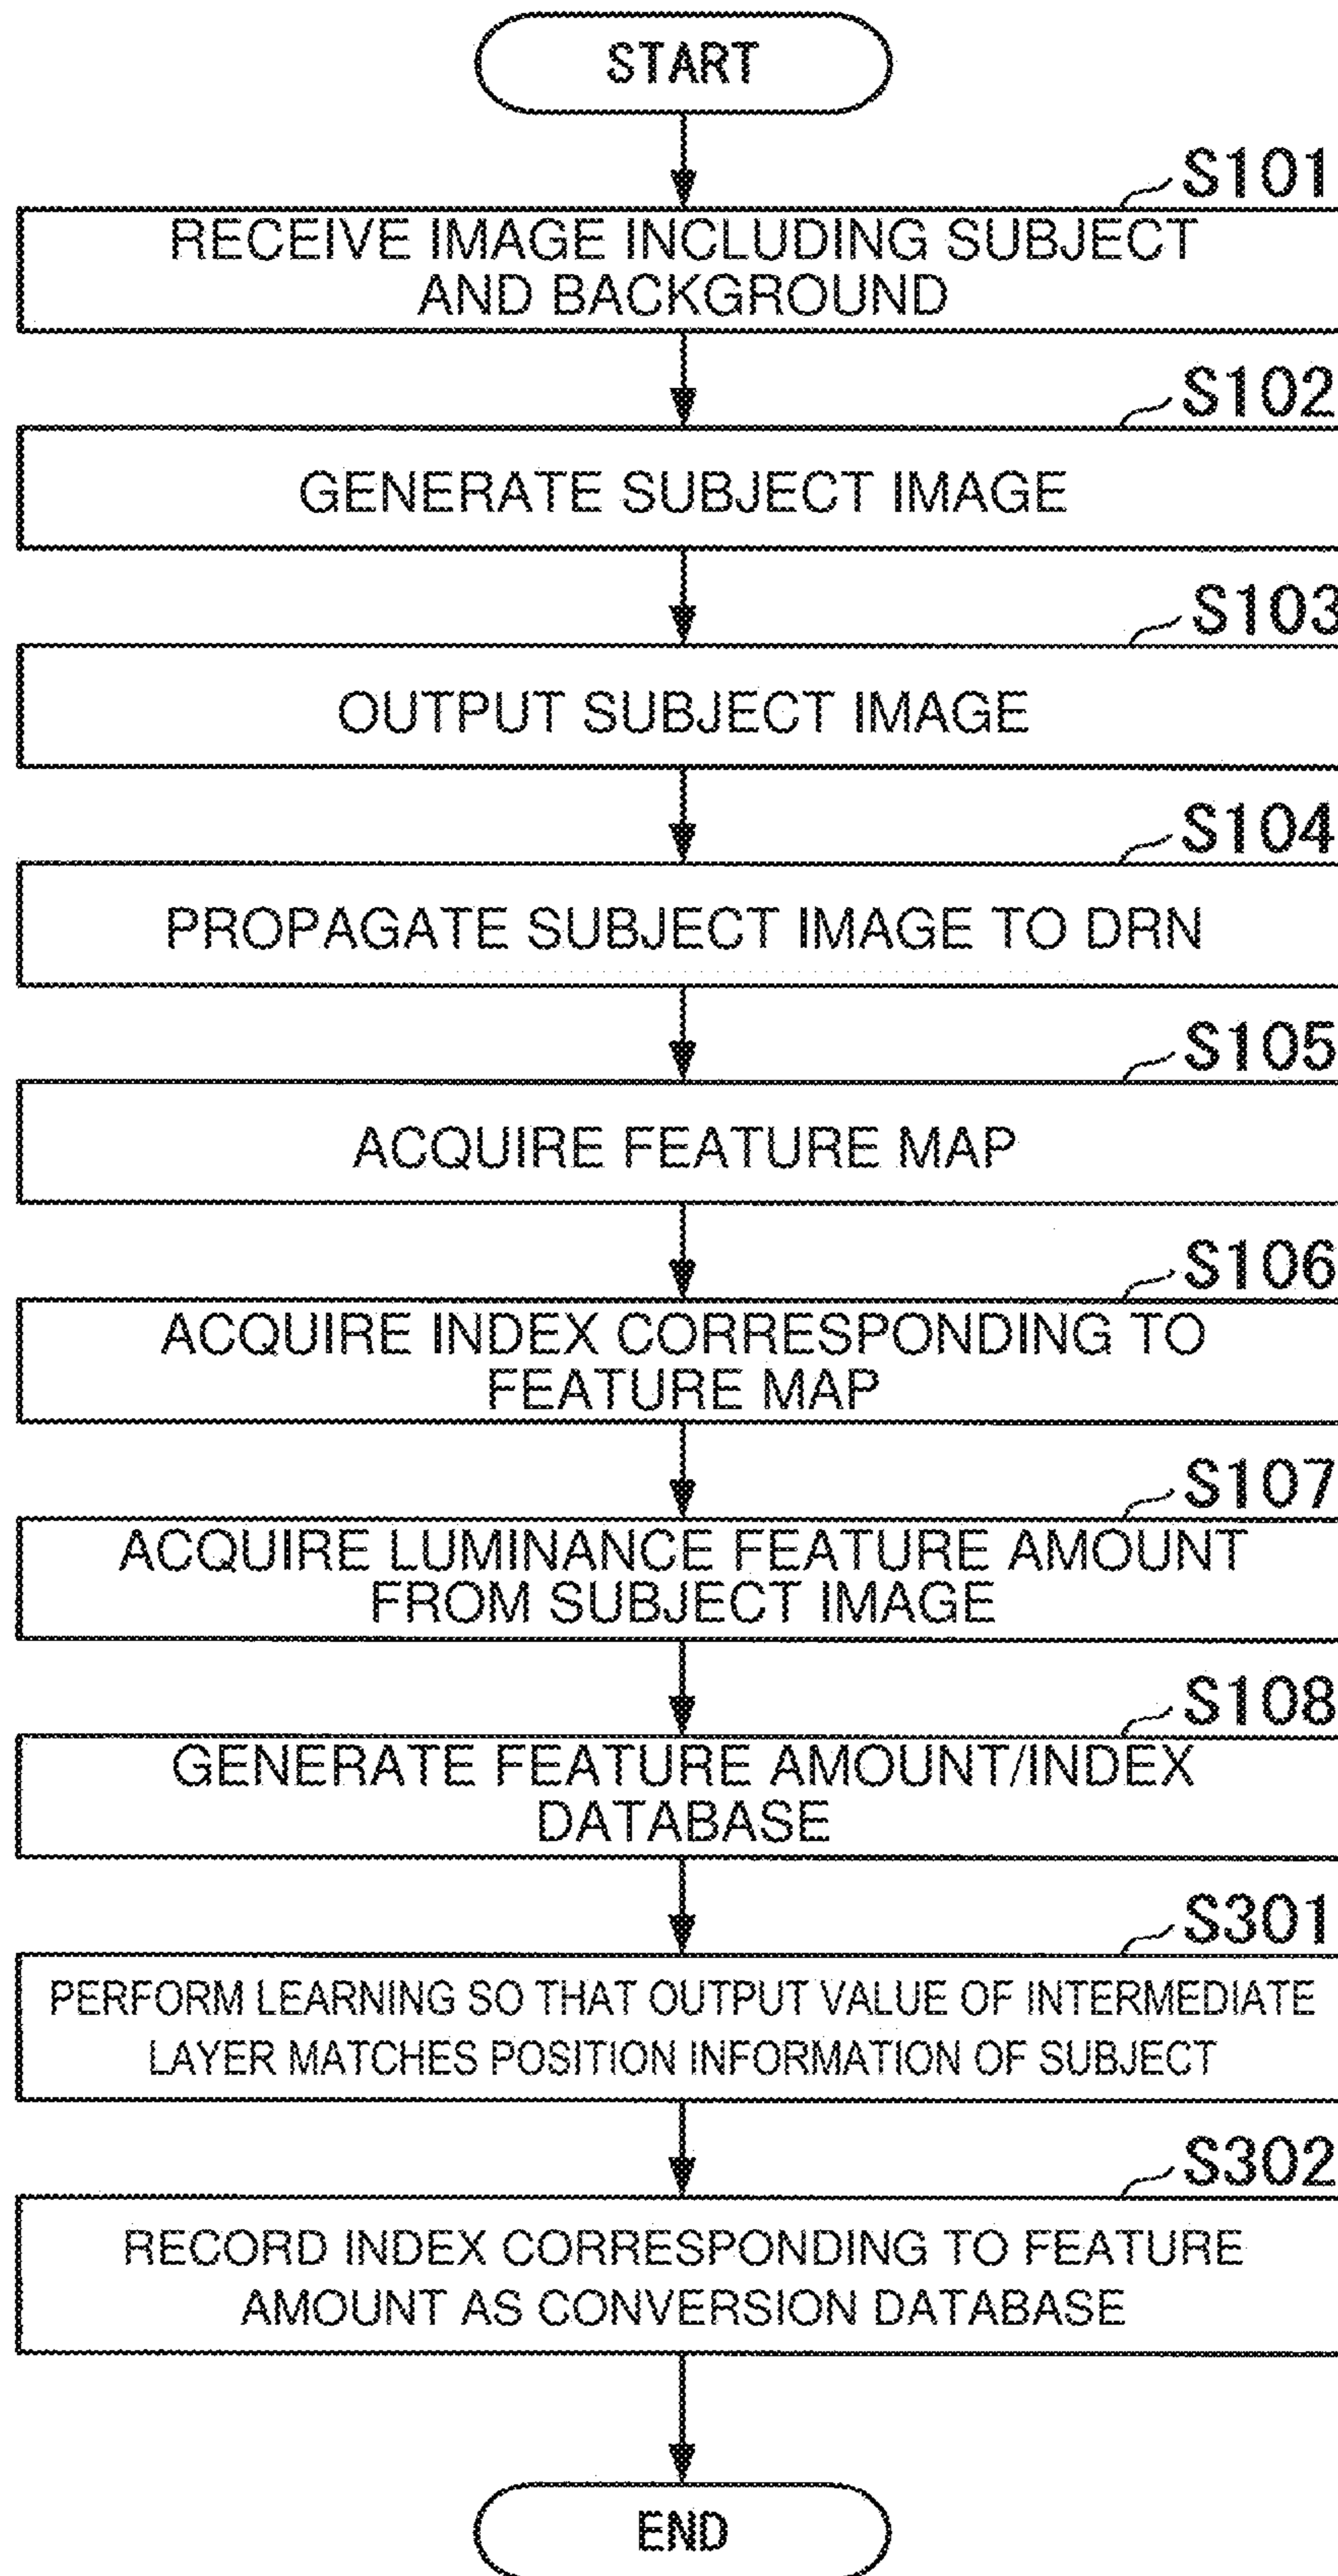 START
S101
RECEIVE IMAGE INCLUDING SUBJECT
AND BACKGROUND
S102
GENERATE SUBJECT IMAGE
S103
OUTPUT SUBJECT IMAGE
S104
PROPAGATE SUBJECT IMAGE TO DRN
S105
ACQUIRE FEATURE MAP
S106
ACQUIRE INDEX CORRESPONDING TO
FEATURE MAP
S107
ACQUIRE LUMINANCE FEATURE AMOUNT
FROM SUBJECT IMAGE
S108
GENERATE FEATURE AMOUNT/INDEX
DATABASE
S301
PERFORM LEARNING SO THAT OUTPUT VALUE OF INTERMEDIATE
LAYER MATCHES POSITION INFORMATION OF SUBJECT
S302
RECORD INDEX CORRESPONDING TO FEATURE
AMOUNT AS CONVERSION DATABASE
END